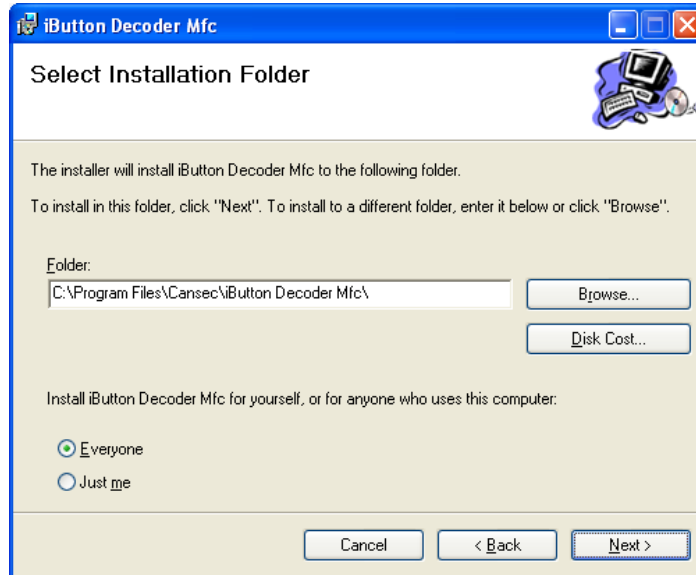 iButton Decoder Mfc
Select Installation Folder
The installer will install iButton Decoder Mfc to the following folder.
To install in this folder, click "Next". To install to a different folder, enter it below or click "Browse".
Folder:
C:\Program Files\Cansec\iButton Decoder Mfc\
Browse...
Disk Cost...
Install iButton Decoder Mfc for yourself, or for anyone who uses this computer:
Everyone
Just me
Cancel
< Back
Next >